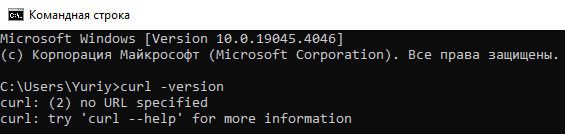 Командная строка
Microsoft Windows [Version 10.0.19045.4046]
(c) Корпорация Майкрософт (Microsoft Corporation). Все права защищены.
C:\Users\Yuriy>curl -version
curl: (2) no URL specified
curl: try 'curl --help' for more information